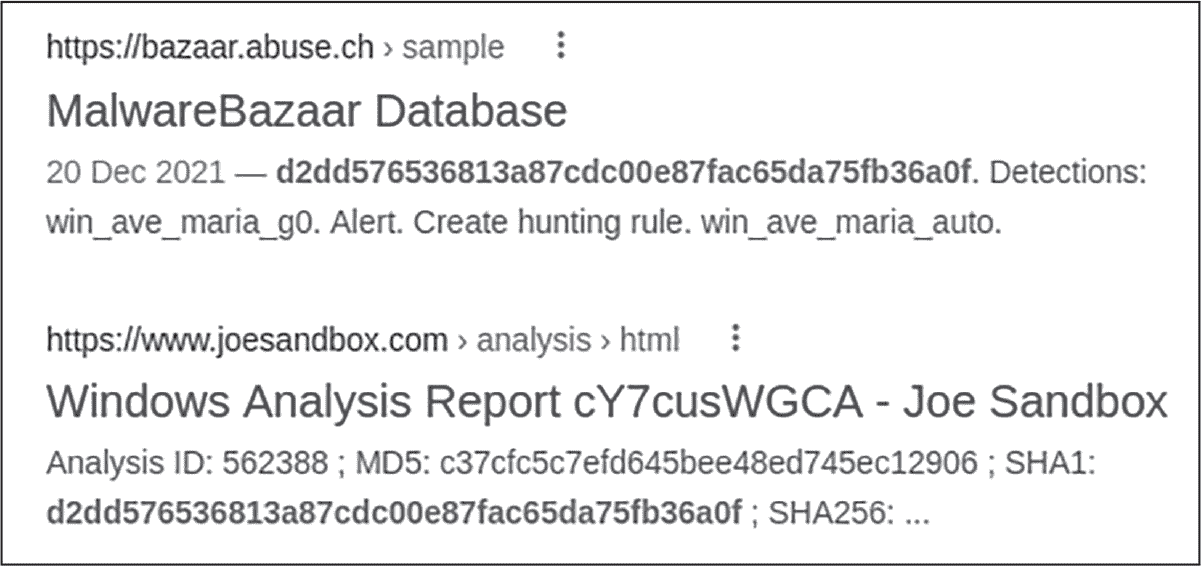 https://bazaar.abuse.ch › sample
MalwareBazaar Database
20 Dec 2021 — d2dd576536813a87cdc00e87fac65da75fb36a0f. Detections:
win_ave_maria_g0. Alert. Create hunting rule. win_ave_maria_auto.
https://www.joesandbox.com › analysis › html
Windows Analysis Report cY7cusWGCA - Joe Sandbox
Analysis ID: 562388 ; MD5: c37cfc5c7efd645bee48ed745ec12906 ; SHA1:
d2dd576536813a87cdc00e87fac65da75fb36a0f ; SHA256: ...